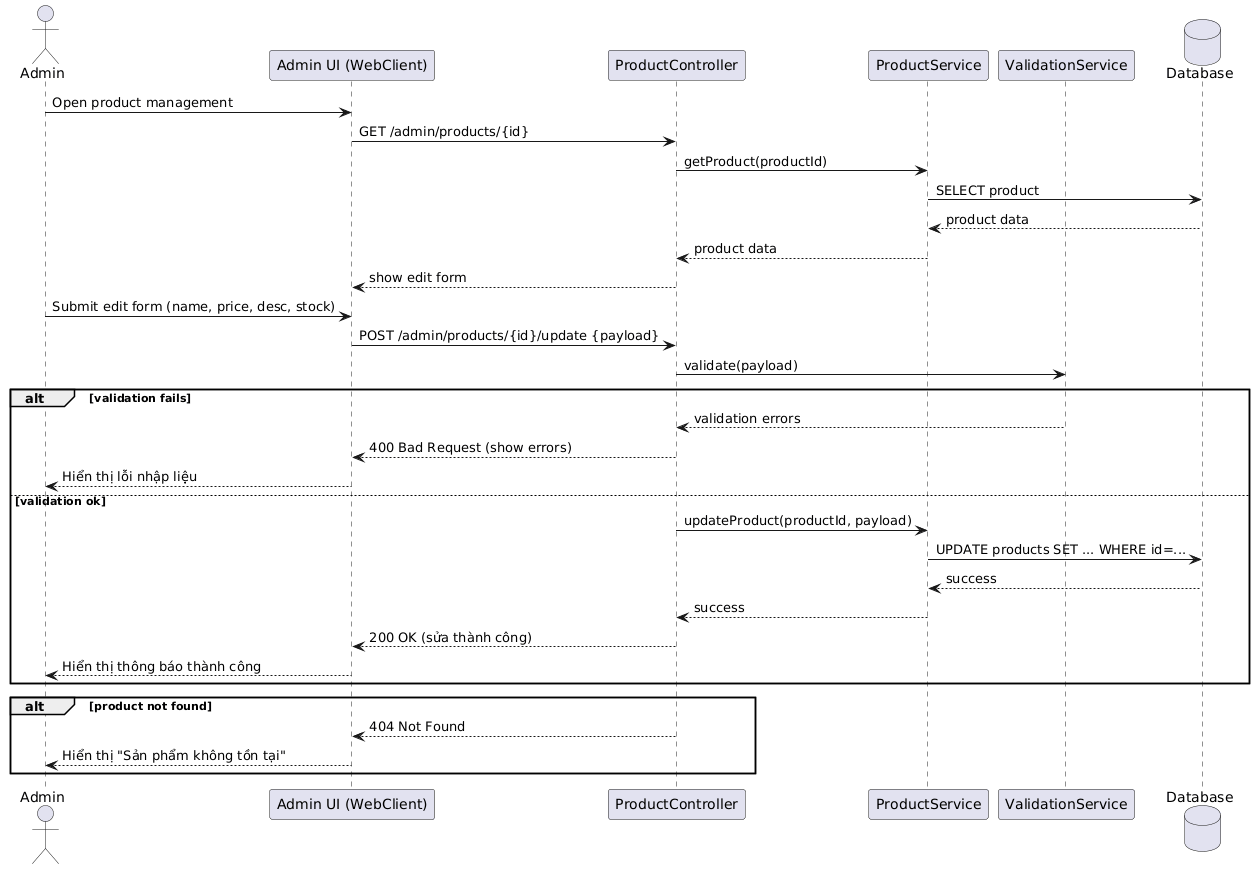 Admin
Admin UI (WebClient)
ProductController
ProductService
ValidationService
Database
Open product management
GET /admin/products/{id}
getProduct(productId)
SELECT product
product data
product data
show edit form
Submit edit form (name, price, desc, stock)
POST /admin/products/{id}/update {payload}
validate(payload)
alt [validation fails]
validation errors
400 Bad Request (show errors)
Hiển thị lỗi nhập liệu
[validation ok]
updateProduct(productId, payload)
UPDATE products SET ... WHERE id=...
success
success
200 OK (sửa thành công)
Hiển thị thông báo thành công
alt [product not found]
404 Not Found
Hiển thị "Sản phẩm không tồn tại"
Admin
Admin UI (WebClient)
ProductController
ProductService
ValidationService
Database